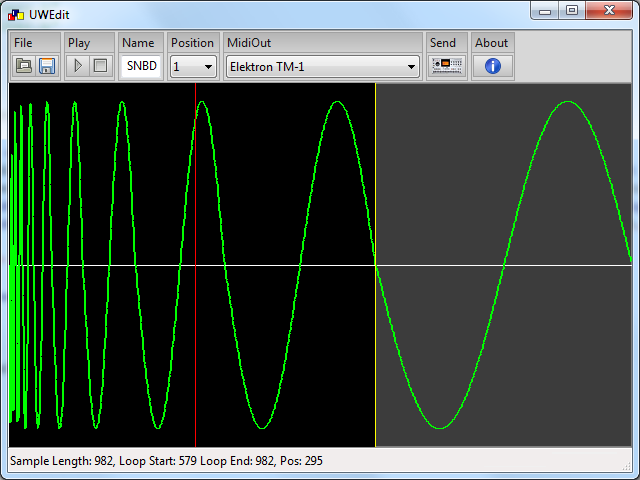 UWEdit
File Play Name Position MidiOut Send About
SNBD 1 Elektron TM-1
Sample Length: 982, Loop Start: 579 Loop End: 982, Pos: 295